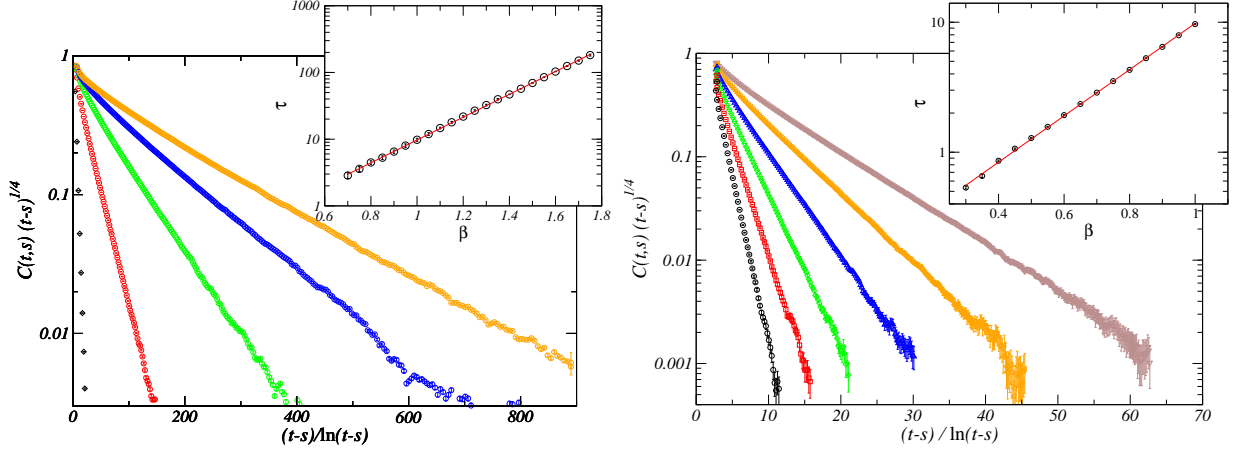 1000
100
10
1
τ
0.6 0.8 1 1.2 1.4 1.6 1.8
β
1
0.1
0.01
C(t,s) (t-s)^{1/4}
0 200 400 600 800
(t-s)/ln(t-s)
10
1
τ
0.4 0.6 0.8 1
β
1
0.1
0.01
0.001
C(t,s) (t-s)^{1/4}
0 10 20 30 40 50 60 70
(t-s) / ln(t-s)